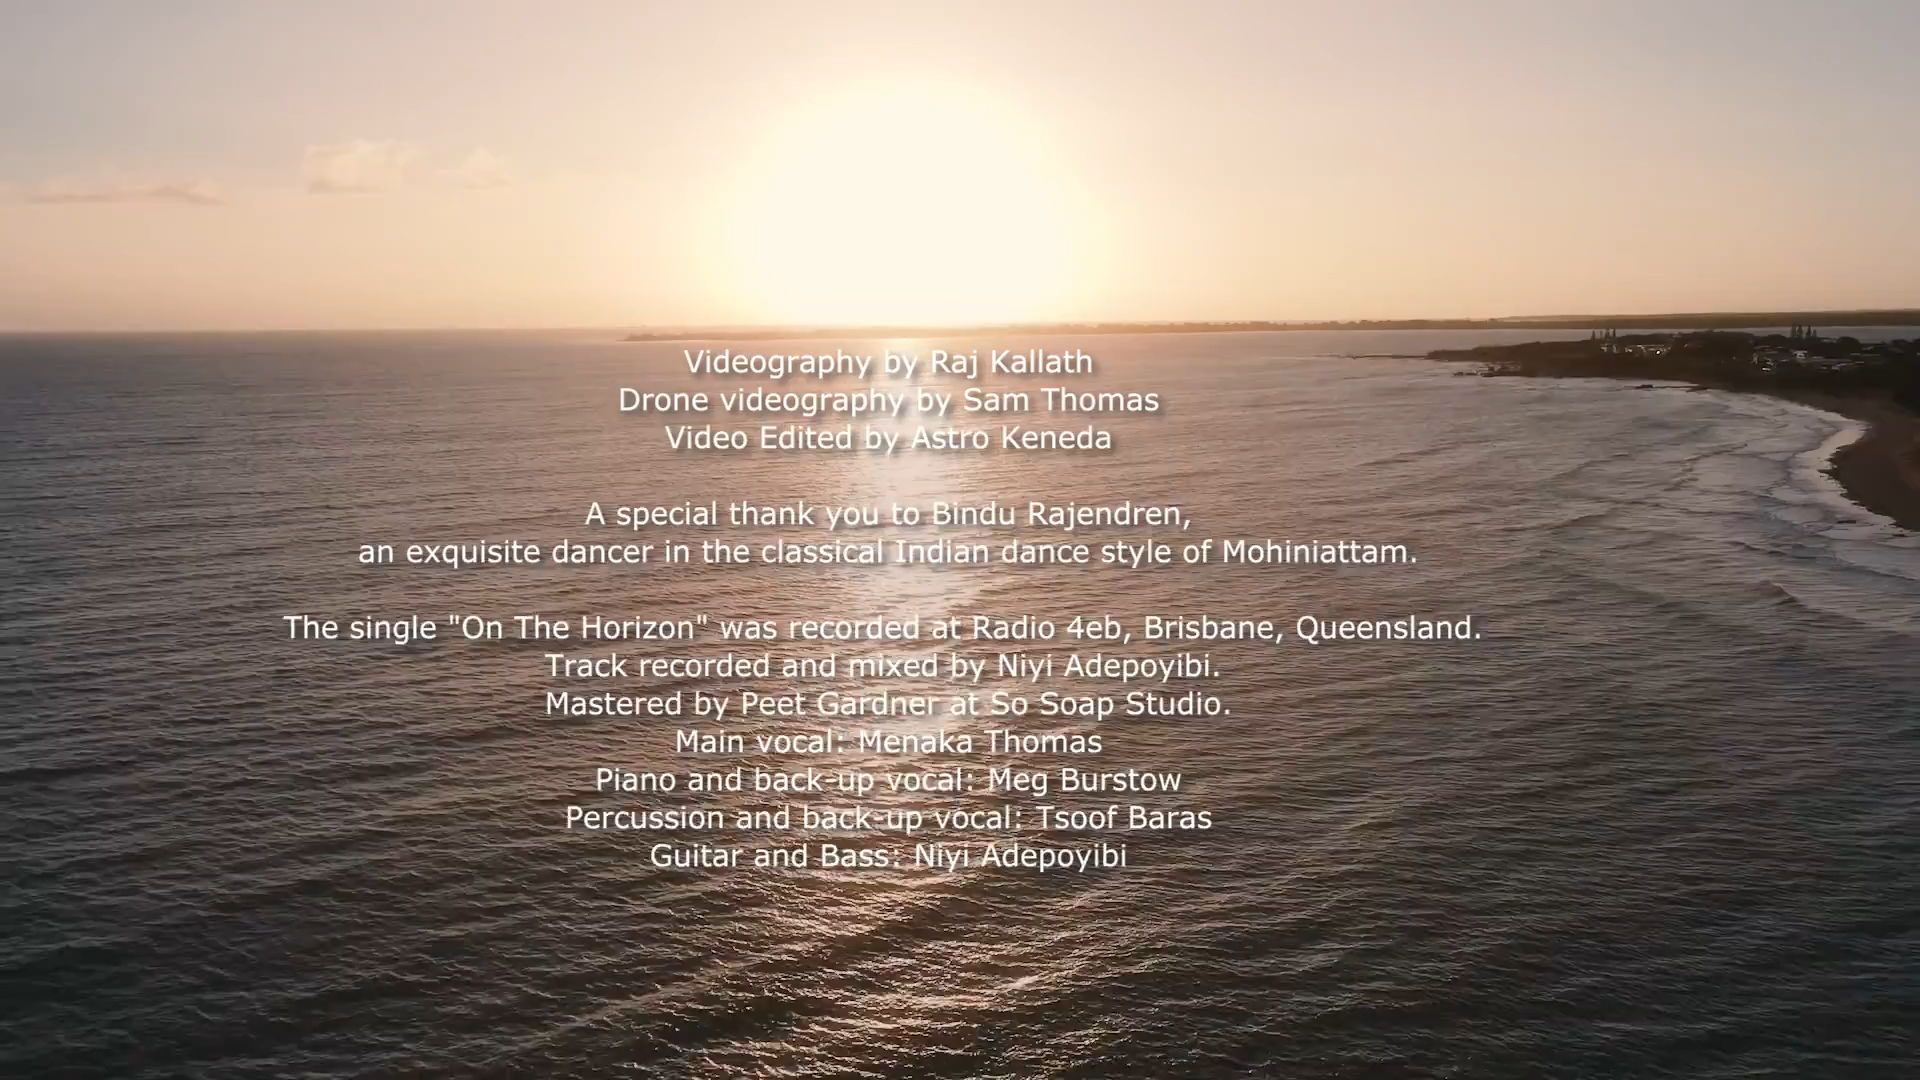 Videography by Raj Kallath
Drone videography by Sam Thomas
Video Edited by Astro Keneda
A special thank you to Bindu Rajendren,
an exquisite dancer in the classical Indian dance style of Mohiniattam.
The single "On The Horizon" was recorded at Radio 4eb, Brisbane, Queensland.
Track recorded and mixed by Niyi Adepoyibi.
Mastered by Peet Gardner at So Soap Studio.
Main vocal: Menaka Thomas
Piano and back-up vocal: Meg Burstow
Percussion and back-up vocal: Tsoof Baras
Guitar and Bass: Niyi Adepoyibi